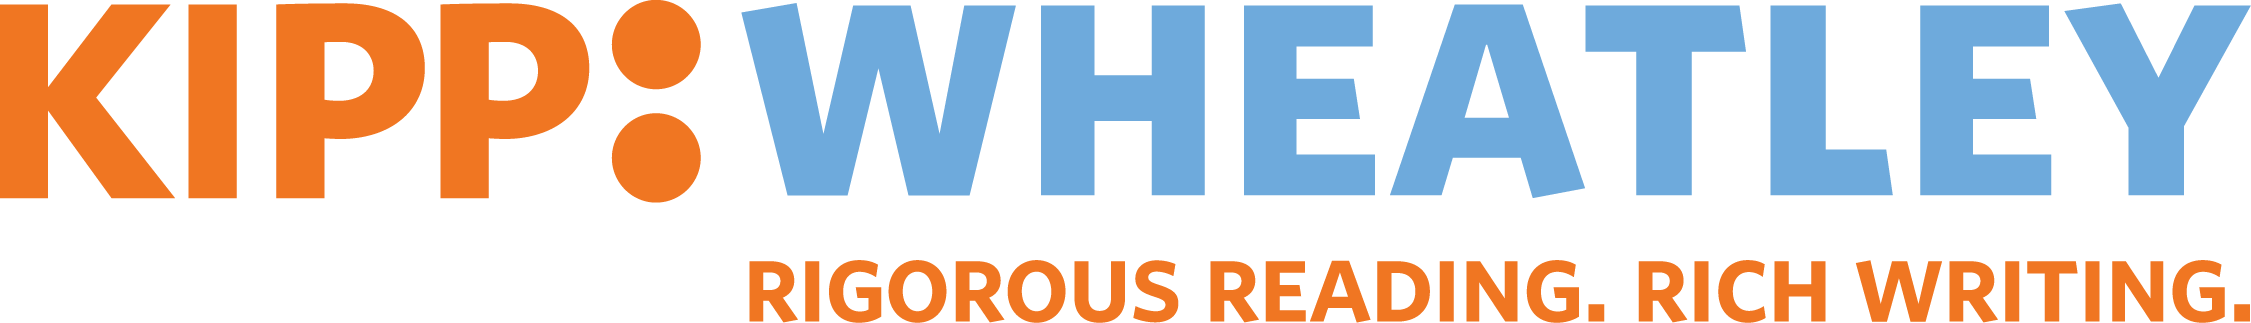 KIPP:WHEATLEY
RIGOROUS READING. RICH WRITING.